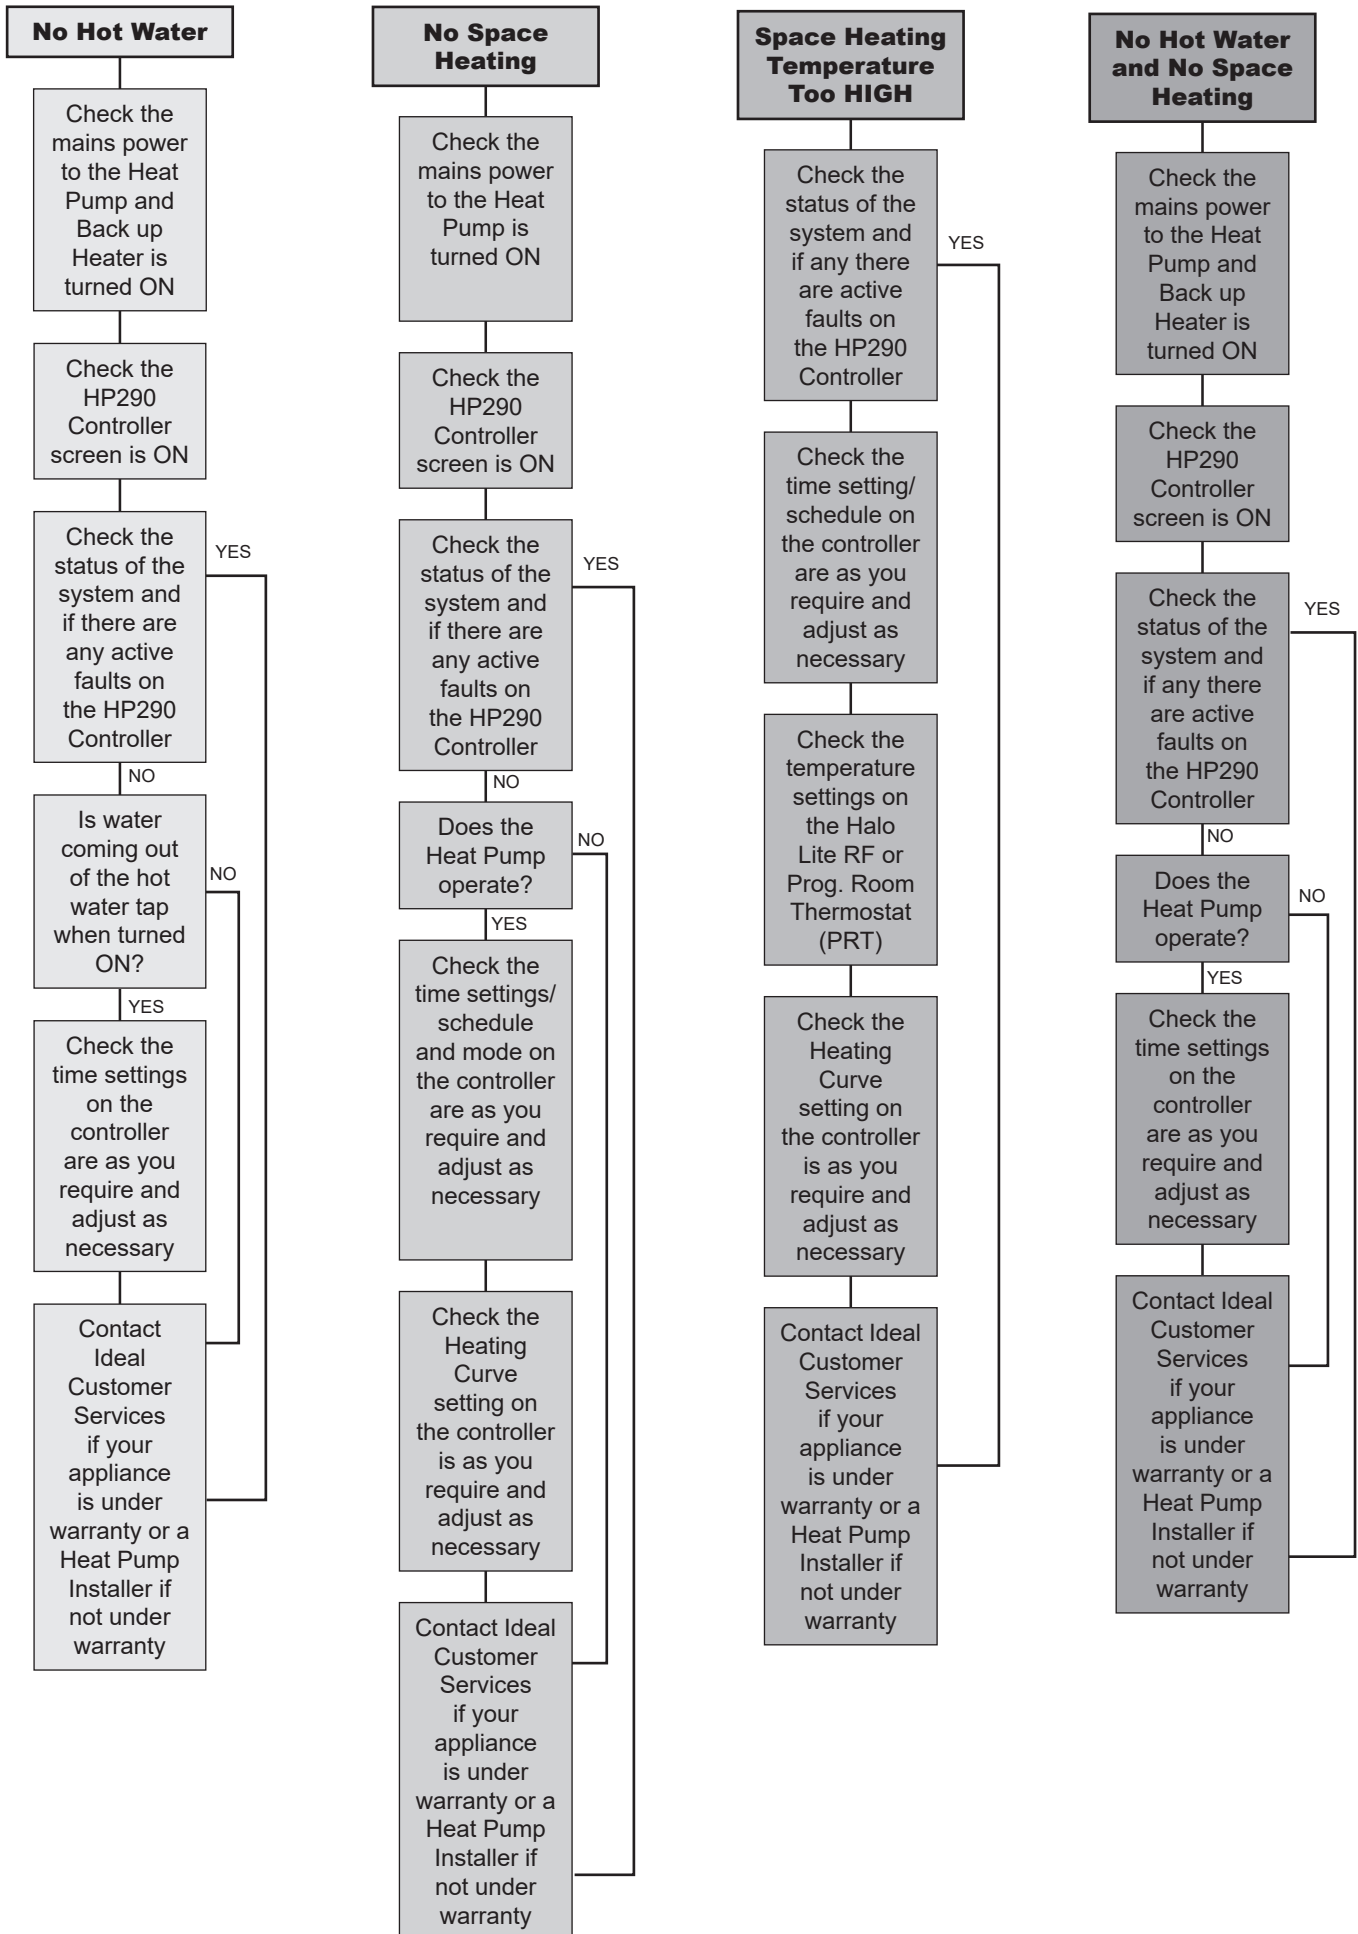 No Hot Water
Check the
mains power
to the Heat
Pump and
Back up
Heater is
turned ON
Check the
HP290
Controller
screen is ON
Check the
status of the
system and
if there are
any active
faults on
the HP290
Controller
YES
NO
Is water
coming out
of the hot
water tap
when turned
ON?
NO
YES
Check the
time settings
on the
controller
are as you
require and
adjust as
necessary
Contact
Ideal
Customer
Services
if your
appliance
is under
warranty or a
Heat Pump
Installer if
not under
warranty
No Space
Heating
Check the
mains power
to the Heat
Pump is
turned ON
Check the
HP290
Controller
screen is ON
Check the
status of the
system and
if there are
any active
faults on
the HP290
Controller
YES
NO
Does the
Heat Pump
operate?
NO
YES
Check the
time settings/
schedule
and mode on
the controller
are as you
require and
adjust as
necessary
Check the
Heating
Curve
setting on
the controller
is as you
require and
adjust as
necessary
Contact Ideal
Customer
Services
if your
appliance
is under
warranty or a
Heat Pump
Installer if
not under
warranty
Space Heating
Temperature
Too HIGH
Check the
status of the
system and
if any there
are active
faults on
the HP290
Controller
YES
Check the
time setting/
schedule on
the controller
are as you
require and
adjust as
necessary
Check the
temperature
settings on
the Halo
Lite RF or
Prog. Room
Thermostat
(PRT)
Check the
Heating
Curve
setting on
the controller
is as you
require and
adjust as
necessary
Contact Ideal
Customer
Services
if your
appliance
is under
warranty or a
Heat Pump
Installer if
not under
warranty
No Hot Water
and No Space
Heating
Check the
mains power
to the Heat
Pump and
Back up
Heater is
turned ON
Check the
HP290
Controller
screen is ON
Check the
status of the
system and
if any there
are active
faults on
the HP290
Controller
YES
NO
Does the
Heat Pump
operate?
NO
YES
Check the
time settings
on the
controller
are as you
require and
adjust as
necessary
Contact Ideal
Customer
Services
if your
appliance
is under
warranty or a
Heat Pump
Installer if
not under
warranty